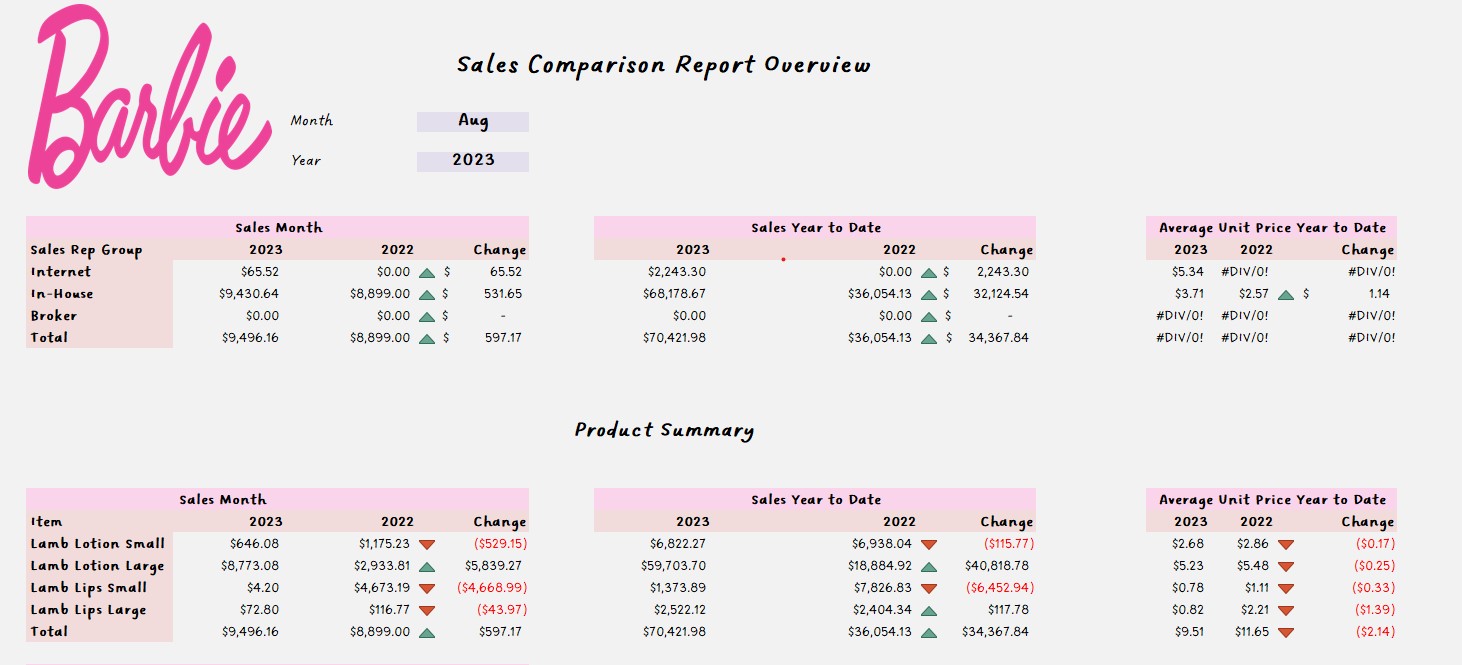 Barbie
Sales Comparison Report Overview
Month Aug
Year 2023
Sales Month Sales Year to Date Average Unit Price Year to Date
Sales Rep Group 2023 2022 Change 2023 2022 Change 2023 2022 Change
Internet $65.52 $0.00 $ 65.52 $2,243.30 $0.00 $ 2,243.30 $5.34 #DIV/0! #DIV/0!
In-House $9,430.64 $8,899.00 $ 531.65 $68,178.67 $36,054.13 $ 32,124.54 $3.71 $2.57 $ 1.14
Broker $0.00 $0.00 $ - $0.00 $0.00 $ - #DIV/0! #DIV/0! #DIV/0!
Total $9,496.16 $8,899.00 $ 597.17 $70,421.98 $36,054.13 $ 34,367.84 #DIV/0! #DIV/0! #DIV/0!
Product Summary
Sales Month Sales Year to Date Average Unit Price Year to Date
Item 2023 2022 Change 2023 2022 Change 2023 2022 Change
Lamb Lotion Small $646.08 $1,175.23 ($529.15) $6,822.27 $6,938.04 ($115.77) $2.68 $2.86 ($0.17)
Lamb Lotion Large $8,773.08 $2,933.81 $5,839.27 $59,703.70 $18,884.92 $40,818.78 $5.23 $5.48 ($0.25)
Lamb Lips Small $4.20 $4,673.19 ($4,668.99) $1,373.89 $7,826.83 ($6,452.94) $0.78 $1.11 ($0.33)
Lamb Lips Large $72.80 $116.77 ($43.97) $2,522.12 $2,404.34 $117.78 $0.82 $2.21 ($1.39)
Total $9,496.16 $8,899.00 $597.17 $70,421.98 $36,054.13 $34,367.84 $9.51 $11.65 ($2.14)